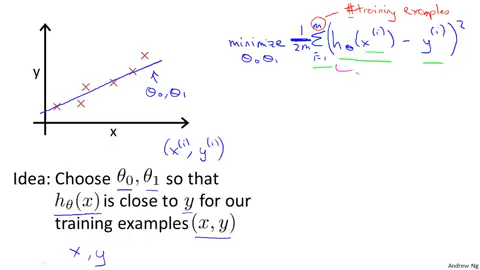 #training examples
minimize 1/2m Σ i=1 m (hθ(x^(i)) - y^(i))²
θ₀,θ₁
y
θ₀,θ₁
x
(x^(i), y^(i))
Idea: Choose θ₀, θ₁ so that
hθ(x) is close to y for our
training examples (x, y)
x, y
Andrew Ng